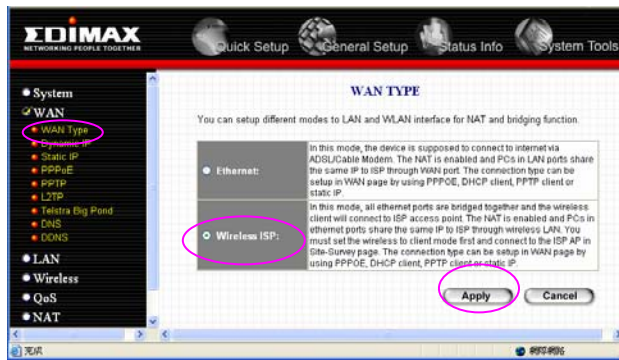 EDIMAX
NETWORKING PEOPLE TOGETHER
Quick Setup
General Setup
Status Info
System Tools
System
WAN
WAN Type
Dynamic IP
Static IP
PPPoE
PPTP
L2TP
Telstra Big Pond
DNS
DDNS
LAN
Wireless
QoS
NAT
WAN TYPE
You can setup different modes to LAN and WLAN interface for NAT and bridging function.
Ethernet:
In this mode, the device is supposed to connect to internet via
ADSL/Cable Modem. The NAT is enabled and PCs in LAN ports share
the same IP to ISP through WAN port. The connection type can be
setup in WAN page by using PPPOE, DHCP client, PPTP client or
static IP.
Wireless ISP:
In this mode, all ethernet ports are bridged together and the wireless
client will connect to ISP access point. The NAT is enabled and PCs in
ethernet ports share the same IP to ISP through wireless LAN. You
must set the wireless to client mode first and connect to the ISP AP in
Site-Survey page. The connection type can be setup in WAN page by
using PPPOE, DHCP client, PPTP client or static IP.
Apply
Cancel
完成